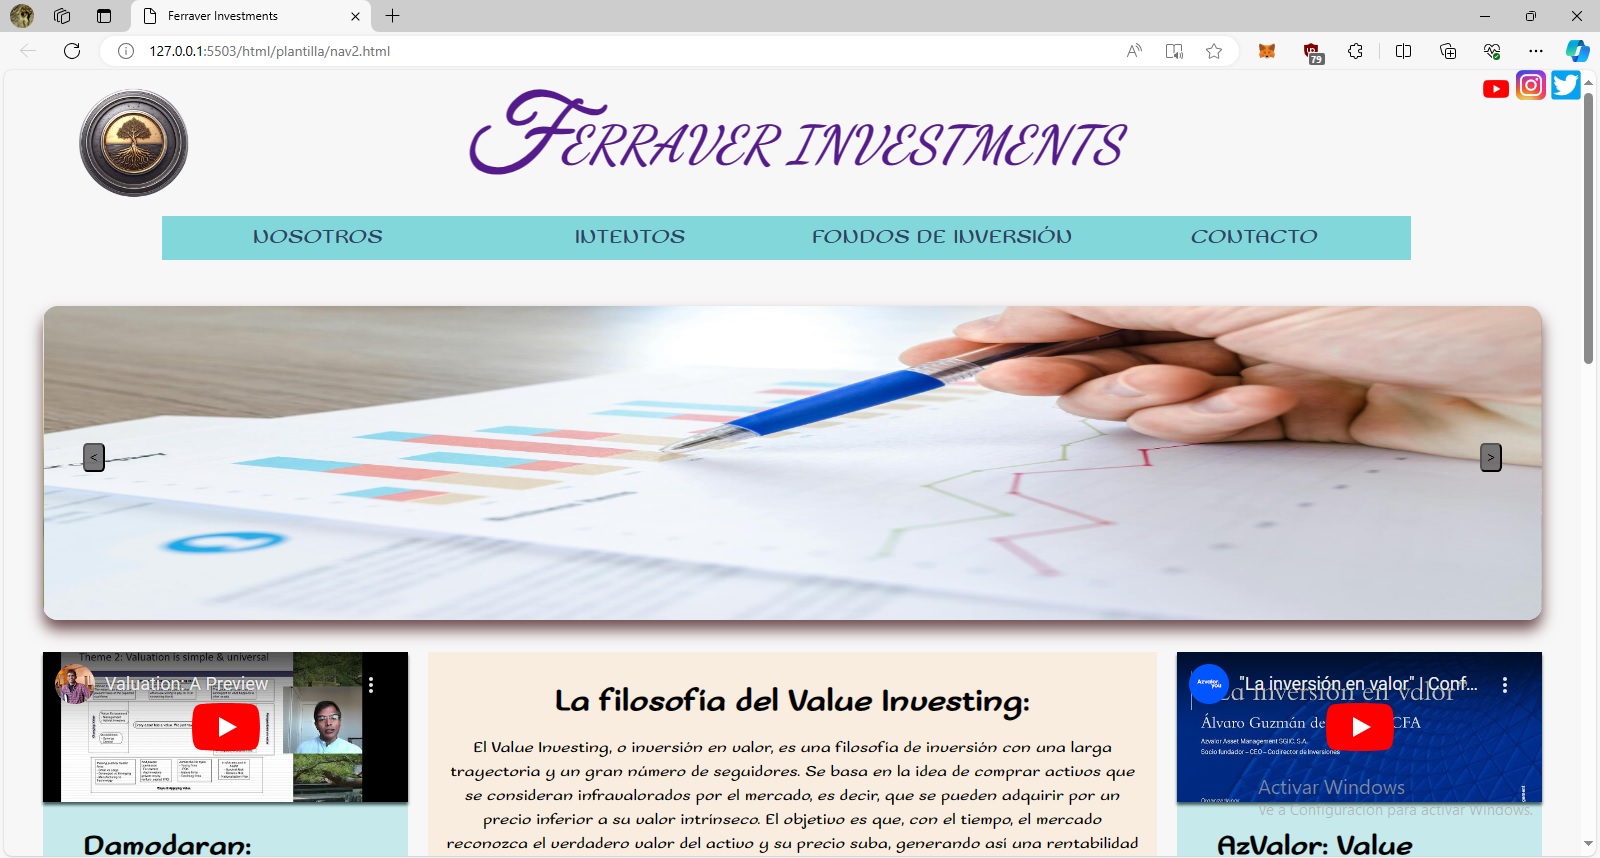 Ferraver Investments
127.0.0.1:5503/html/plantilla/nav2.html
79
FERRAVER INVESTMENTS
NOSOTROS INTENTOS FONDOS DE INVERSIÓN CONTACTO
< >
Theme 2: Valuation is simple & universal
Valuation: A Preview
La filosofía del Value Investing:
El Value Investing, o inversión en valor, es una filosofía de inversión con una larga
trayectoria y un gran número de seguidores. Se basa en la idea de comprar activos que
se consideran infravalorados por el mercado, es decir, que se pueden adquirir por un
precio inferior a su valor intrínseco. El objetivo es que, con el tiempo, el mercado
reconozca el verdadero valor del activo y su precio suba, generando así una rentabilidad
"La inversión en valor" | Conf...
La inversión en valor
Álvaro Guzmán de CFA
Azvalor Asset Management SGIIC, S.A.
Socio fundador – CEO – Codirector de Inversiones
Activar Windows
Ve a Configuración para activar Windows.
Damodaran:
AzValor: Value